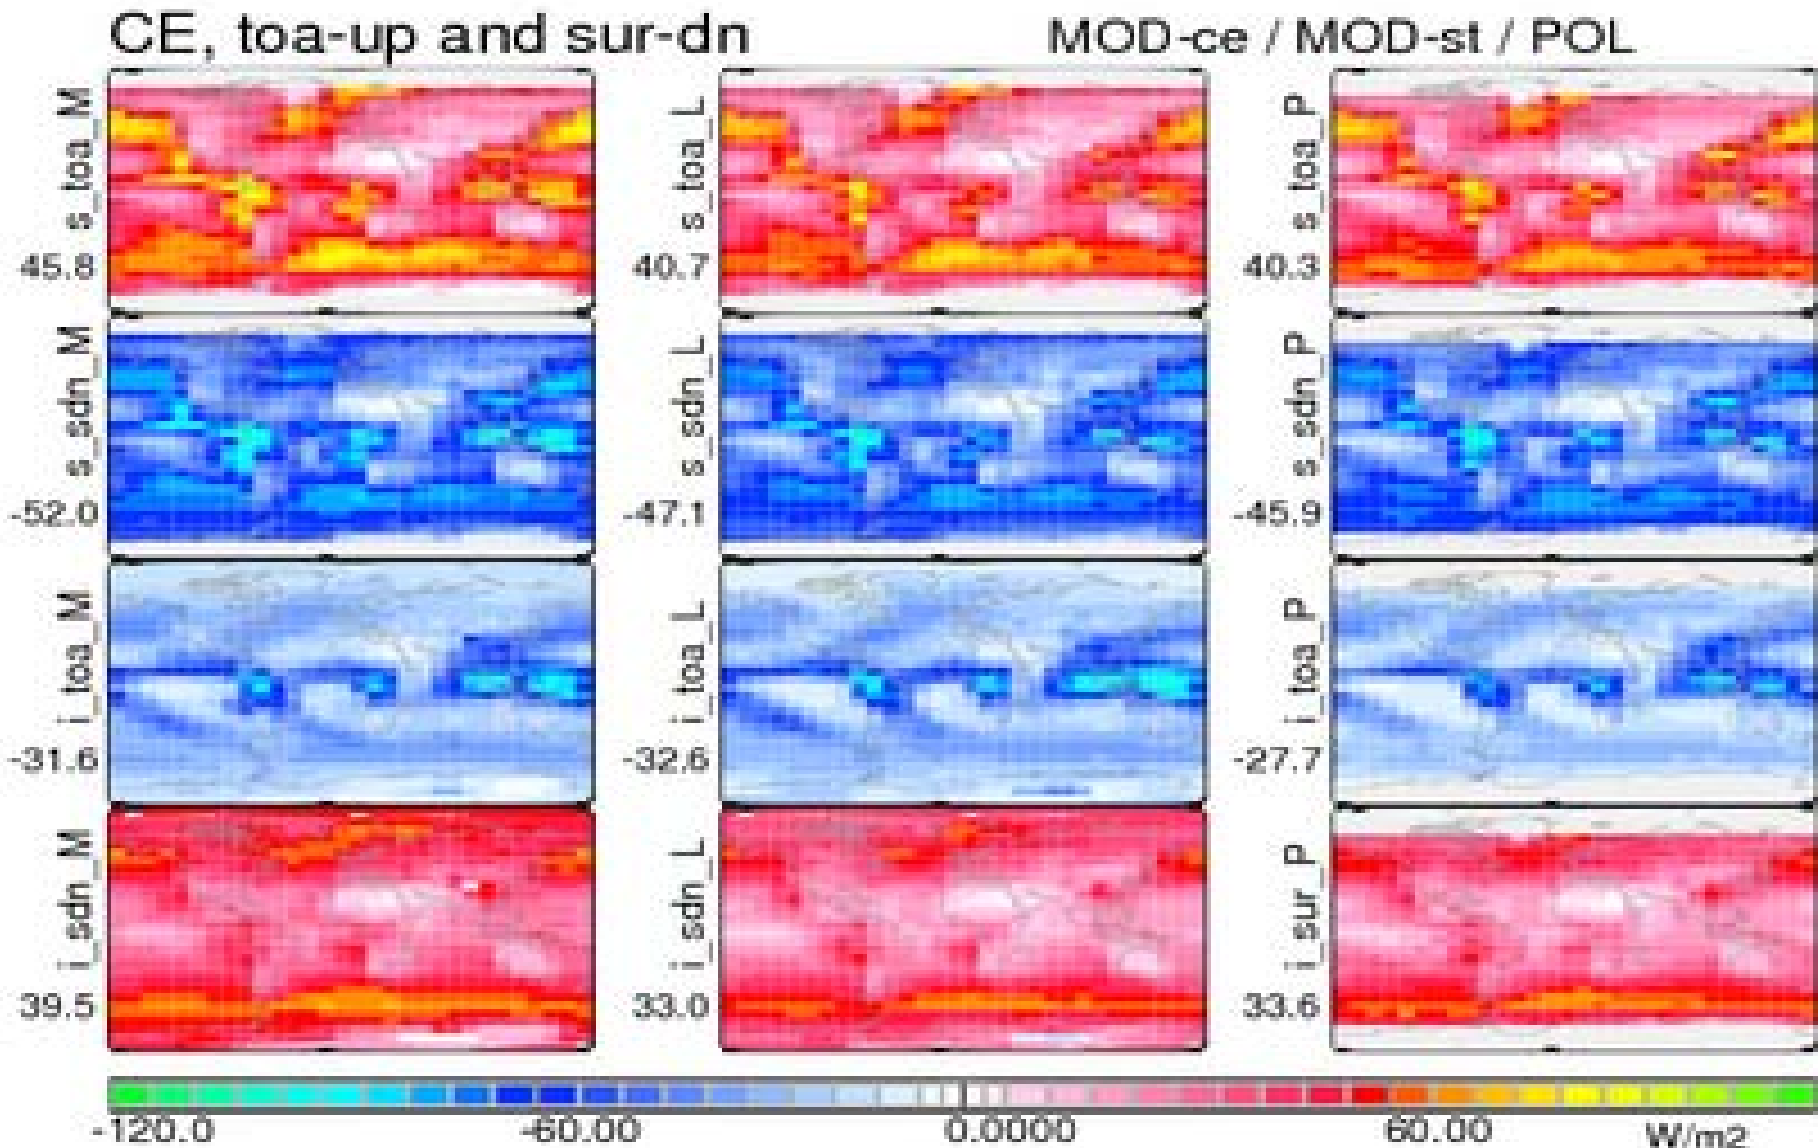 CE, toa-up and sur-dn MOD-ce / MOD-st / POL
s_toa_M s_toa_L s_toa_P
45.8 40.7 40.3
s_sdn_M s_sdn_L s_sdn_P
-52.0 -47.1 -45.9
i_toa_M i_toa_L i_toa_P
-31.6 -32.6 -27.7
i_sdn_M i_sdn_L i_sur_P
39.5 33.0 33.6
-120.0 -60.00 0.0000 60.00 W/m2